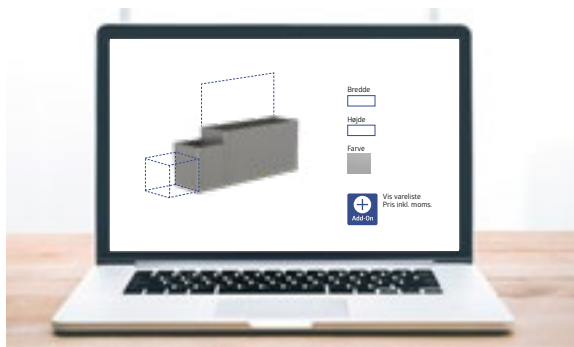 Bredde
Højde
Farve
Vis vareliste
Pris inkl. moms.
Add-On